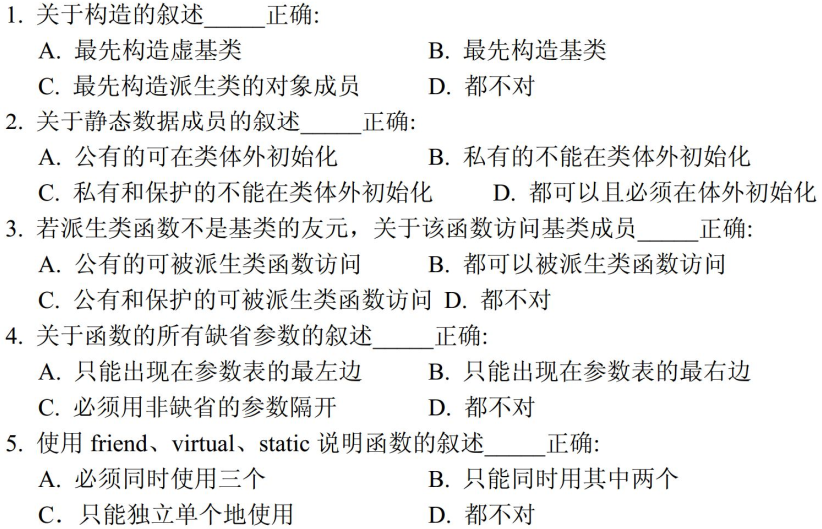 1. 关于构造的叙述_____正确:
A. 最先构造虚基类 B. 最先构造基类
C. 最先构造派生类的对象成员 D. 都不对
2. 关于静态数据成员的叙述_____正确:
A. 公有的可在类体外初始化 B. 私有的不能在类体外初始化
C. 私有和保护的不能在类体外初始化 D. 都可以且必须在体外初始化
3. 若派生类函数不是基类的友元，关于该函数访问基类成员_____正确:
A. 公有的可被派生类函数访问 B. 都可以被派生类函数访问
C. 公有和保护的可被派生类函数访问 D. 都不对
4. 关于函数的所有缺省参数的叙述_____正确:
A. 只能出现在参数表的最左边 B. 只能出现在参数表的最右边
C. 必须用非缺省的参数隔开 D. 都不对
5. 使用 friend、virtual、static 说明函数的叙述_____正确:
A. 必须同时使用三个 B. 只能同时用其中两个
C．只能独立单个地使用 D. 都不对